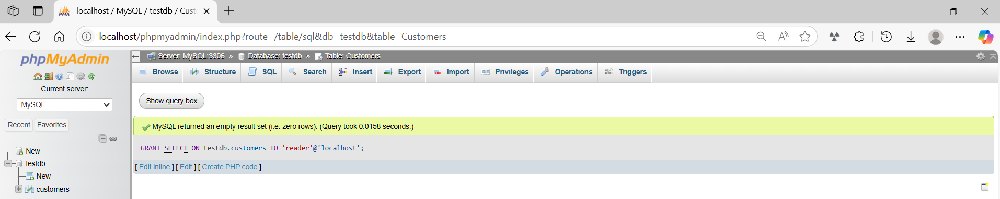 localhost / MySQL / testdb / Cust
localhost/phpmyadmin/index.php?route=/table/sql&db=testdb&table=Customers
phpMyAdmin
Server: MySQL:3306 » Database: testdb » Table: Customers
Browse Structure SQL Search Insert Export Import Privileges Operations Triggers
Current server:
MySQL
Show query box
Recent Favorites
MySQL returned an empty result set (i.e. zero rows). (Query took 0.0158 seconds.)
GRANT SELECT ON testdb.customers TO 'reader'@'localhost';
[ Edit inline ] [ Edit ] [ Create PHP code ]
New
testdb
New
customers